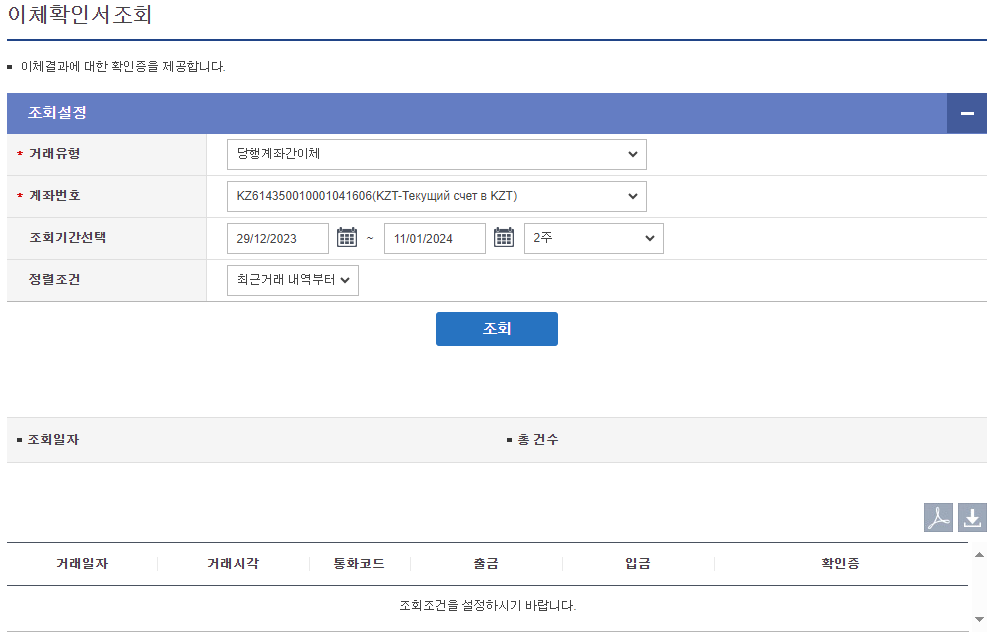 이체확인서조회
이체결과에 대한 확인증을 제공합니다.
조회설정
* 거래유형
당행계좌간이체
* 계좌번호
KZ614350010001041606(KZT-Текущий счет в KZT)
조회기간선택
29/12/2023 ~ 11/01/2024 2주
정렬조건
최근거래 내역부터
조회
조회일자 총 건수
거래일자 거래시각 통화코드 출금 입금 확인증
조회조건을 설정하시기 바랍니다.